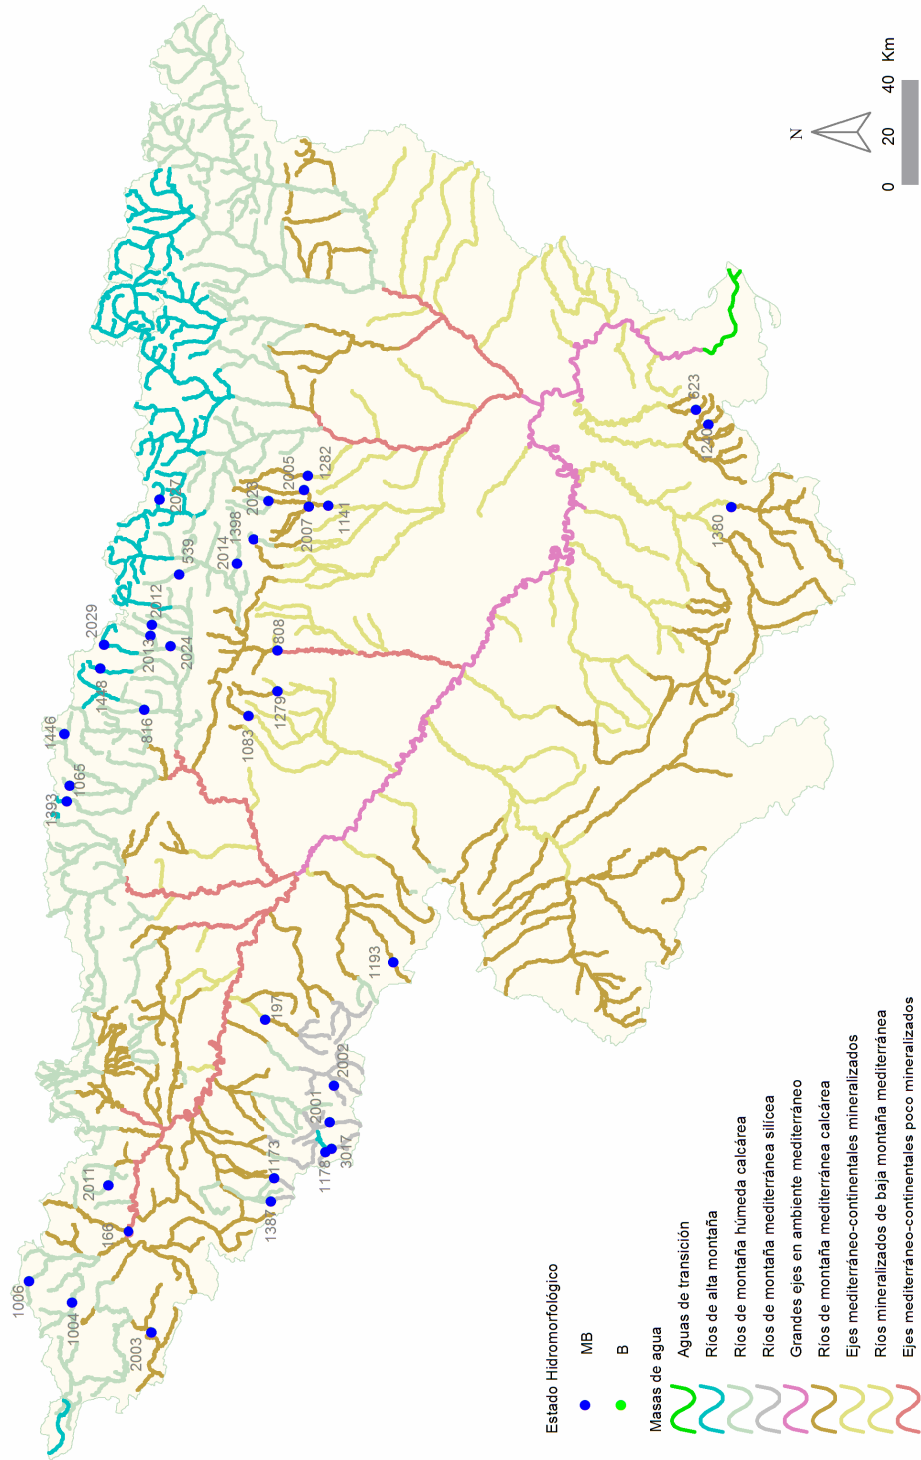 1006
1004
2003
166
2011
1387
1173
1178
3017
2001
2002
197
1193
1393
1065
1446
816
1448
2029
2013
2012
2024
539
2014
1398
2005
1282
2007
1141
808
1279
1083
1380
1240
623
N
0 20 40 Km
Estado Hidromorfológico
MB
B
Masas de agua
Aguas de transición
Ríos de alta montaña
Ríos de montaña húmeda calcárea
Ríos de montaña mediterránea silícea
Grandes ejes en ambiente mediterráneo
Ríos de montaña mediterránea calcárea
Ejes mediterráneo-continentales mineralizados
Ríos mineralizados de baja montaña mediterránea
Ejes mediterráneo-continentales poco mineralizados